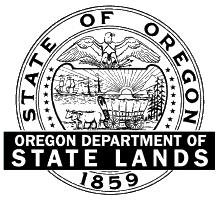 STATE OF OREGON
OREGON DEPARTMENT OF
STATE LANDS
1859